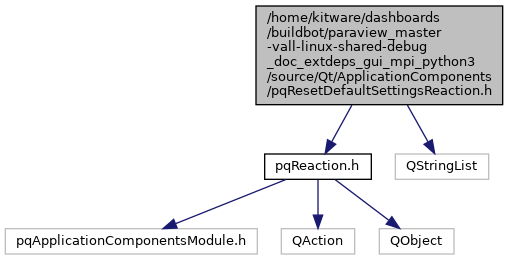 /home/kitware/dashboards
/buildbot/paraview_master
-vall-linux-shared-debug
_doc_extdeps_gui_mpi_python3
/source/Qt/ApplicationComponents
/pqResetDefaultSettingsReaction.h
pqReaction.h
QStringList
pqApplicationComponentsModule.h
QAction
QObject